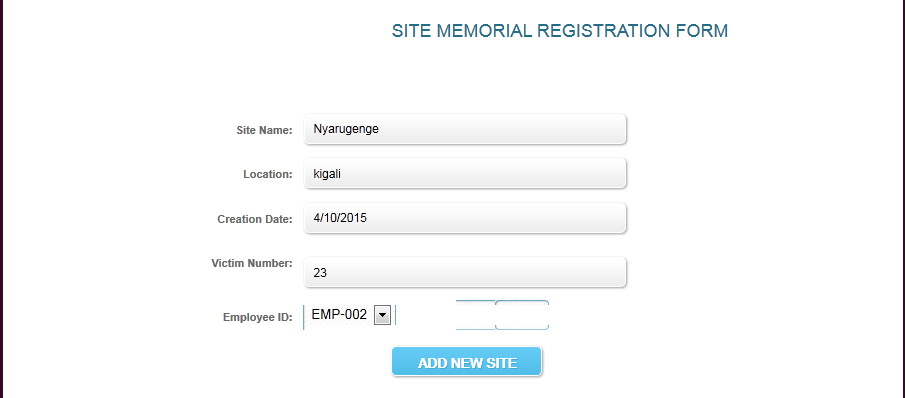 SITE MEMORIAL REGISTRATION FORM
Site Name: Nyarugenge
Location: kigali
Creation Date: 4/10/2015
Victim Number: 23
Employee ID: EMP-002
ADD NEW SITE